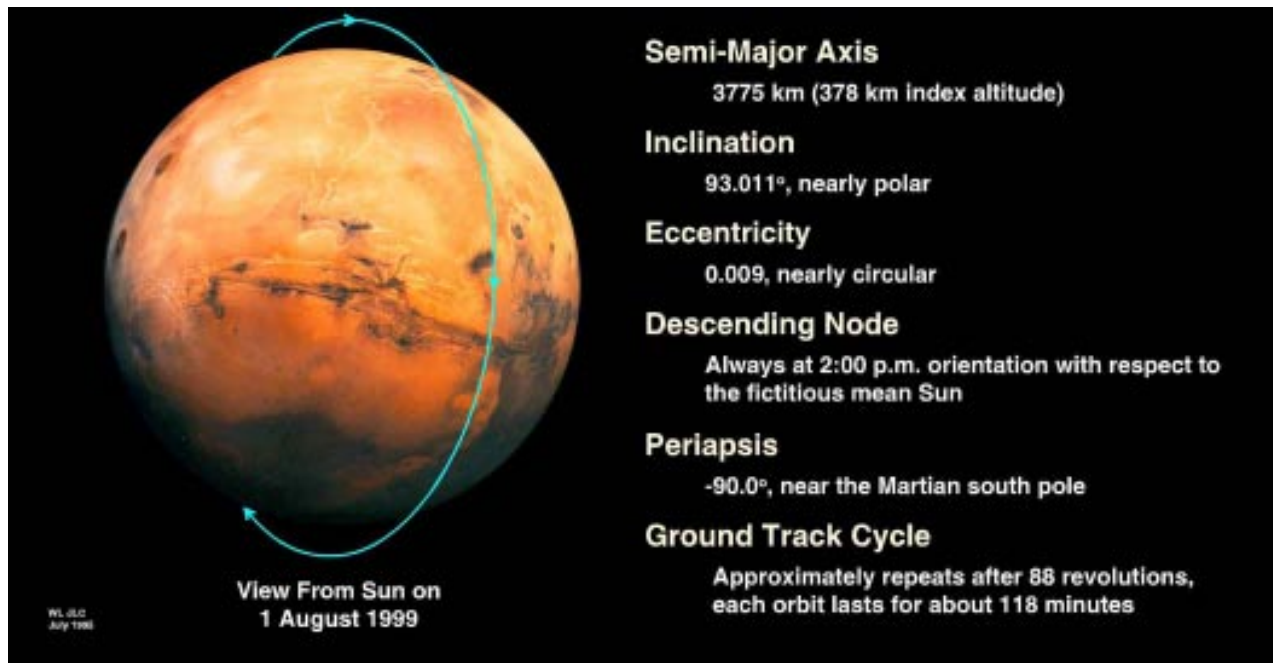 Semi-Major Axis
3775 km (378 km index altitude)
Inclination
93.011°, nearly polar
Eccentricity
0.009, nearly circular
Descending Node
Always at 2:00 p.m. orientation with respect to
the fictitious mean Sun
Periapsis
-90.0°, near the Martian south pole
Ground Track Cycle
Approximately repeats after 88 revolutions,
each orbit lasts for about 118 minutes
View From Sun on
1 August 1999
July